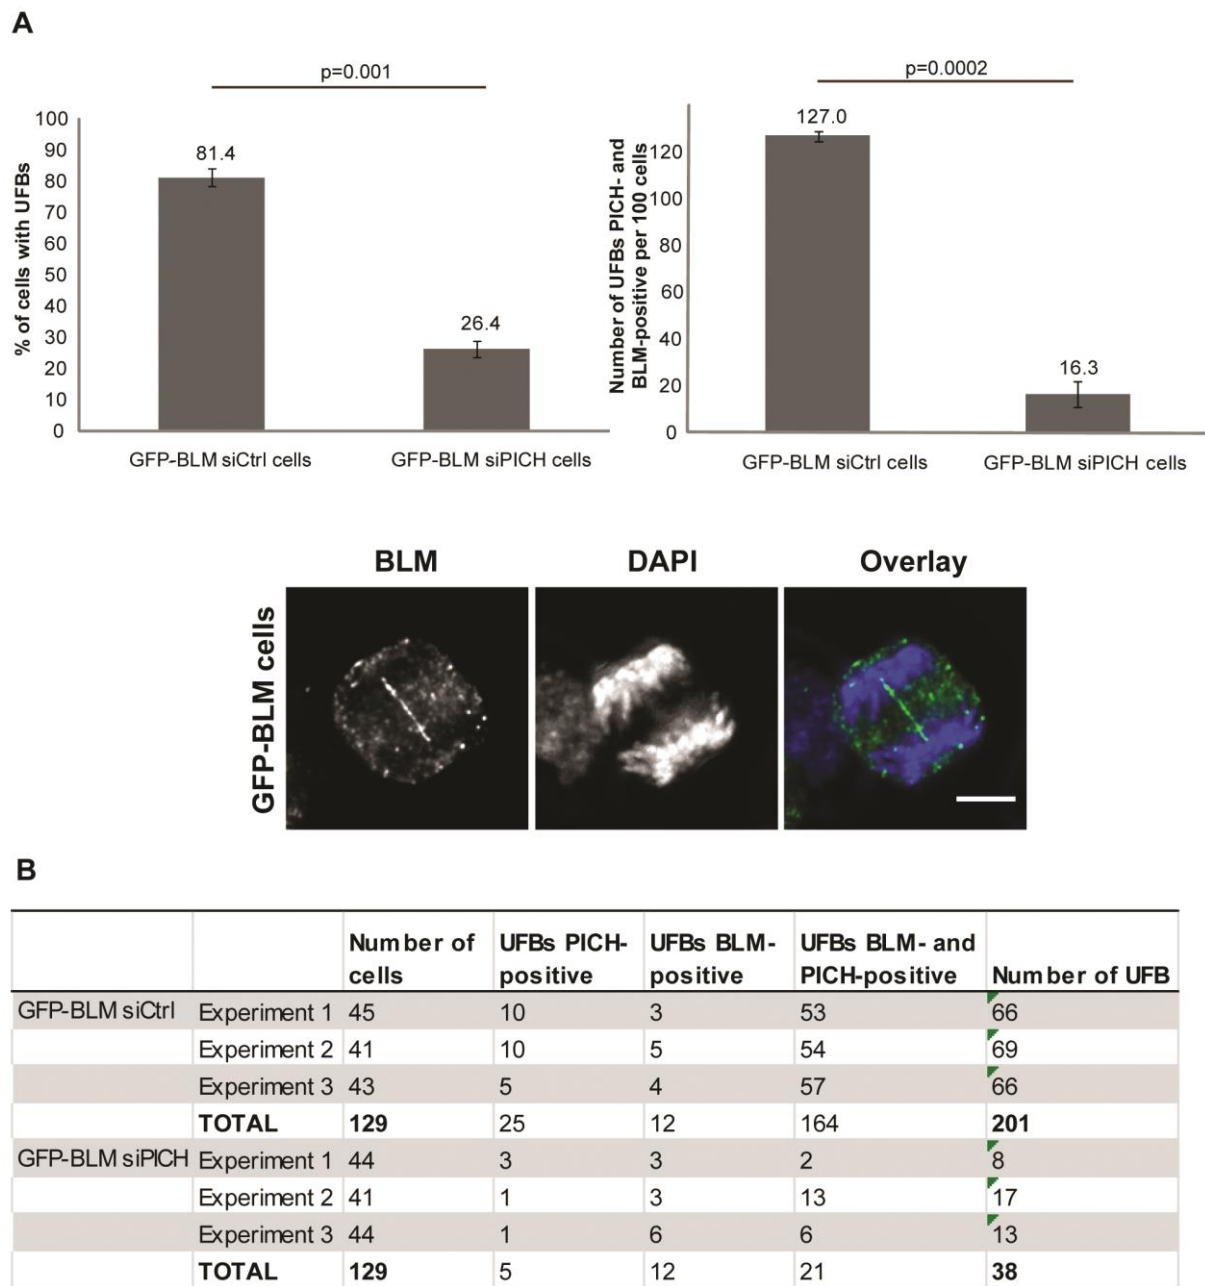 A
p=0.001
100
90
80
70
60
50
40
30
20
10
0
% of cells with UFBs
81.4
26.4
GFP-BLM siCtrl cells
GFP-BLM siPICH cells
p=0.0002
120
100
80
60
40
20
0
Number of UFBs PICH- and
BLM-positive per 100 cells
127.0
16.3
GFP-BLM siCtrl cells
GFP-BLM siPICH cells
BLM DAPI Overlay
GFP-BLM cells
B
Number of cells UFBs PICH-positive UFBs BLM-positive UFBs BLM- and PICH-positive Number of UFB
GFP-BLM siCtrl Experiment 1 45 10 3 53 66
Experiment 2 41 10 5 54 69
Experiment 3 43 5 4 57 66
TOTAL 129 25 12 164 201
GFP-BLM siPICH Experiment 1 44 3 3 2 8
Experiment 2 41 1 3 13 17
Experiment 3 44 1 6 6 13
TOTAL 129 5 12 21 38